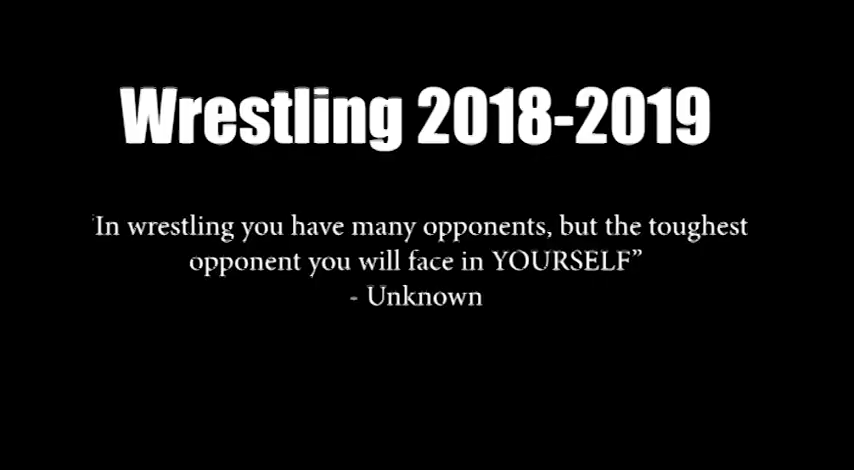 Wrestling 2018-2019
"In wrestling you have many opponents, but the toughest
opponent you will face in YOURSELF”
- Unknown